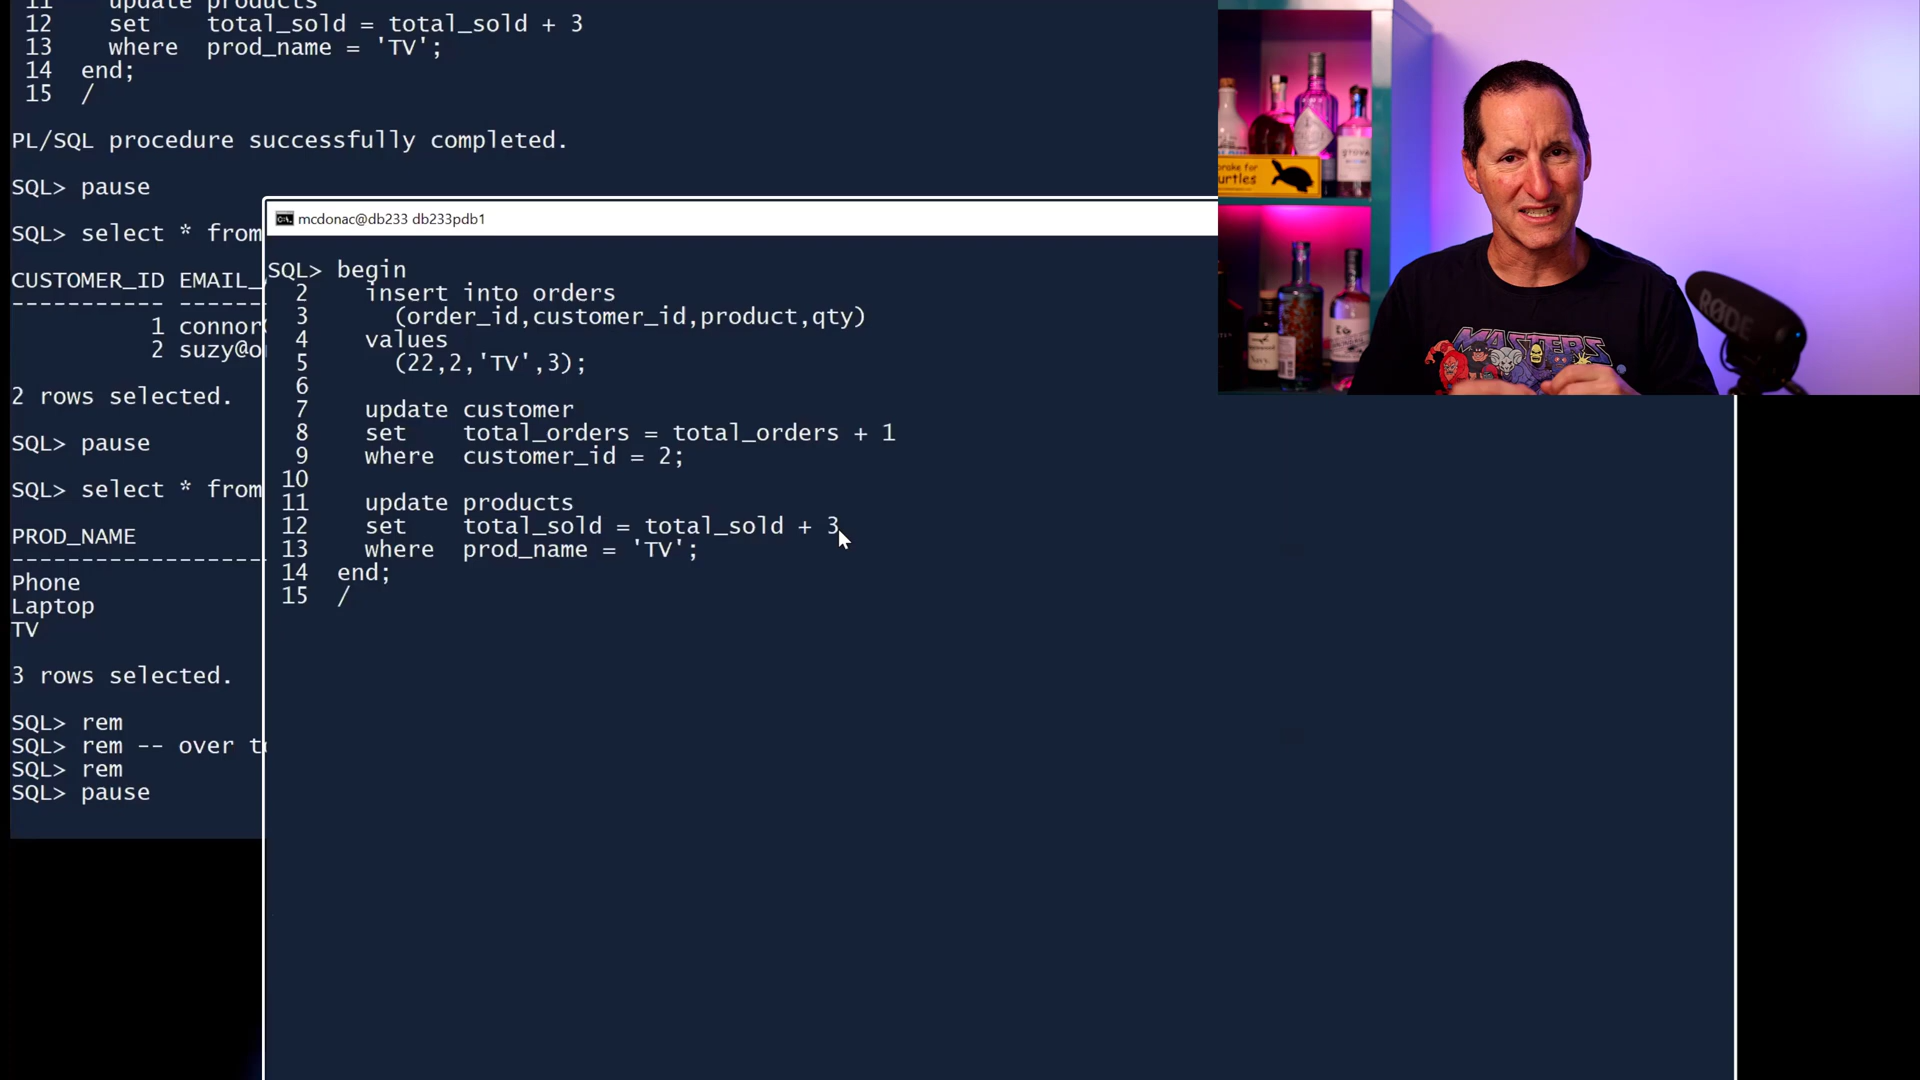 11   update products
12   set    total_sold = total_sold + 3
13   where  prod_name = 'TV';
14 end;
15 /
PL/SQL procedure successfully completed.
SQL> pause
SQL> select * from
CUSTOMER_ID EMAIL_
----------- ------
1 connor
2 suzy@o
2 rows selected.
SQL> pause
SQL> select * from
PROD_NAME
------------------
Phone
Laptop
TV
3 rows selected.
SQL> rem
SQL> rem -- over t
SQL> rem
SQL> pause
mcdonac@db233 db233pdb1
SQL> begin
2   insert into orders
3     (order_id,customer_id,product,qty)
4   values
5     (22,2,'TV',3);
6
7   update customer
8   set    total_orders = total_orders + 1
9   where  customer_id = 2;
10
11   update products
12   set    total_sold = total_sold + 3
13   where  prod_name = 'TV';
14 end;
15 /
brake for
turtles
RØDE
MASTERS